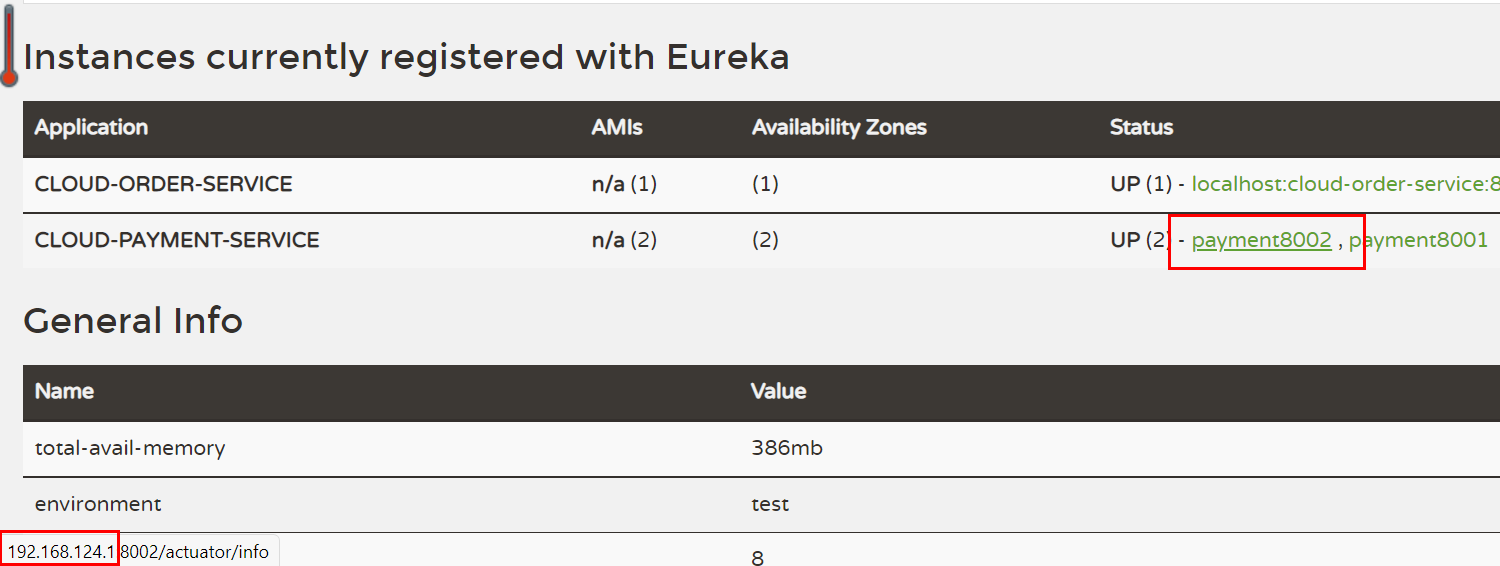 Instances currently registered with Eureka
Application AMIs Availability Zones Status
CLOUD-ORDER-SERVICE n/a (1) (1) UP (1) - localhost:cloud-order-service:8
CLOUD-PAYMENT-SERVICE n/a (2) (2) UP (2) - payment8002 , payment8001
General Info
Name Value
total-avail-memory 386mb
environment test
192.168.124.1:8002/actuator/info 8